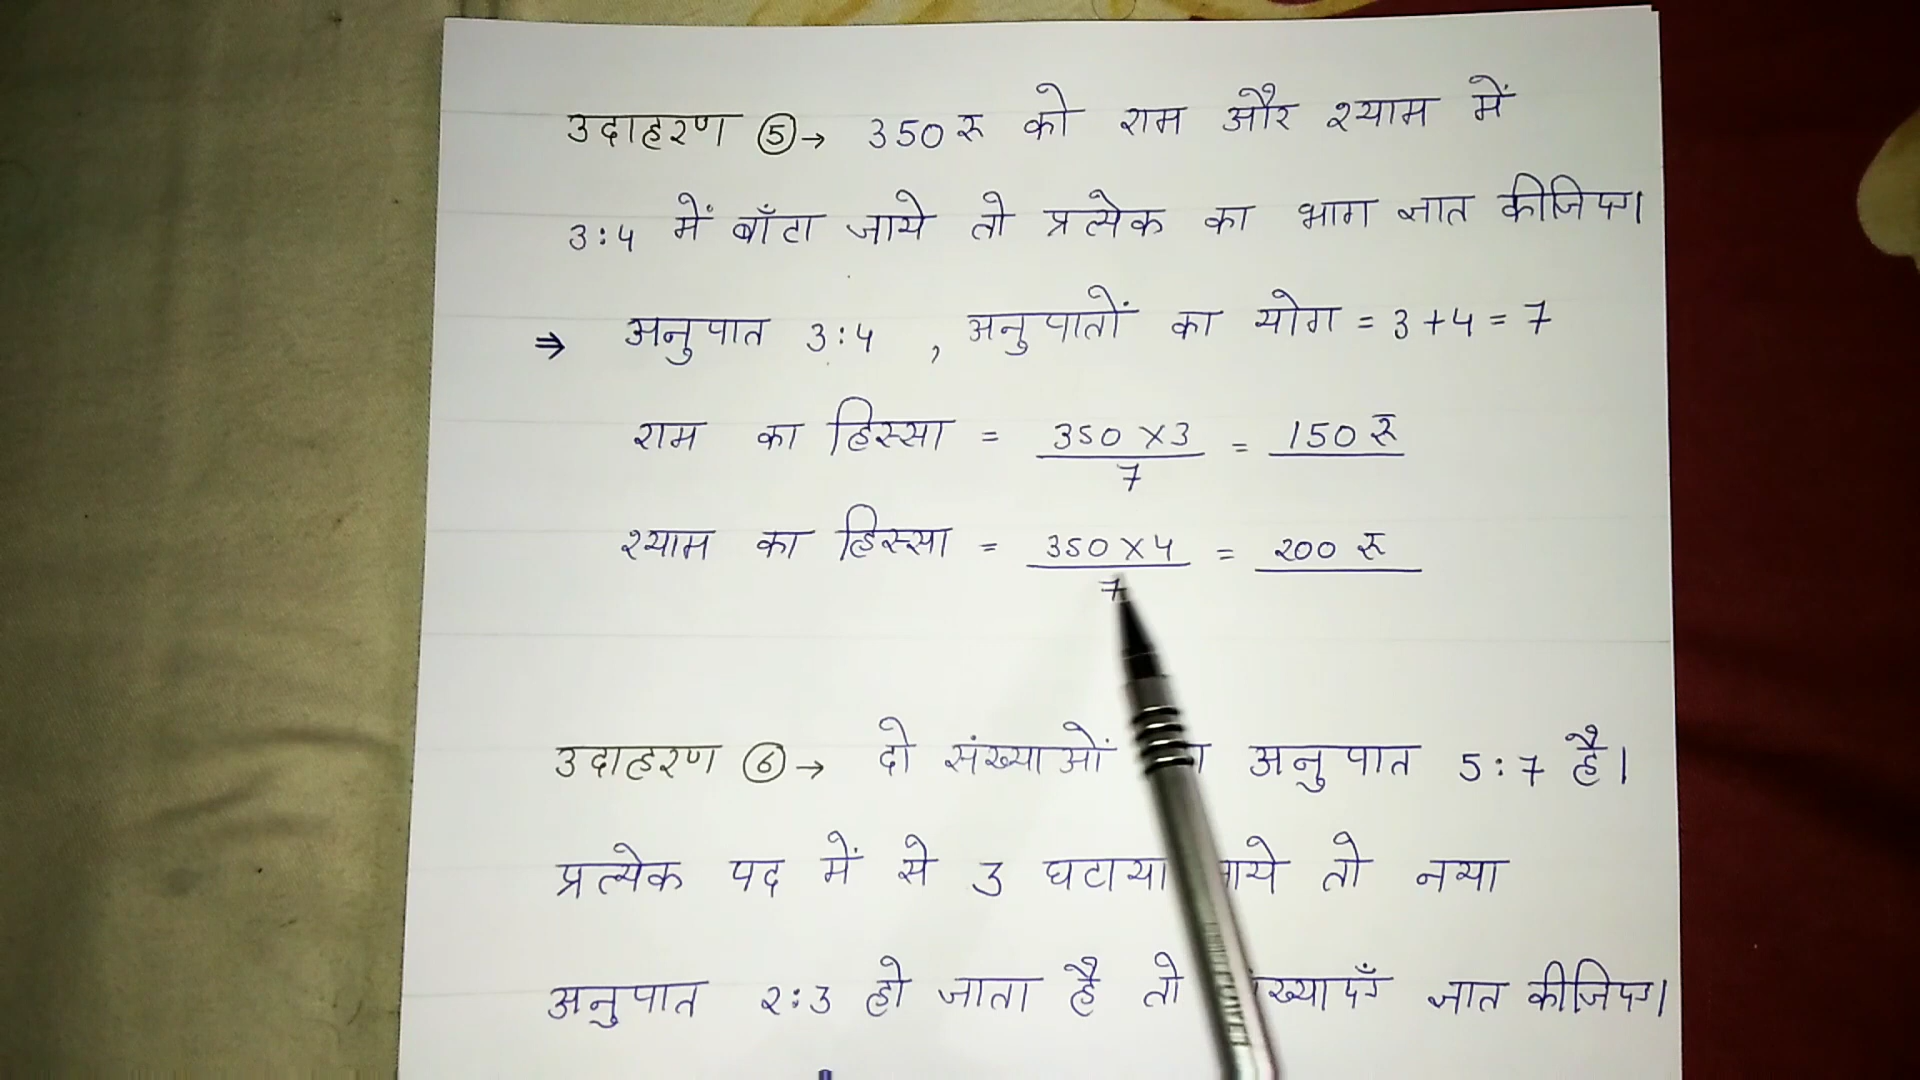 उदाहरण ⑤→ 350 रू को राम और श्याम में
3:4 में बाँटा जाये तो प्रत्येक का भाग ज्ञात कीजिए।
⇒ अनुपात 3:4 , अनुपातों का योग = 3+4 = 7
राम का हिस्सा = 350×3 / 7 = 150 रू
श्याम का हिस्सा = 350×4 / 7 = 200 रू
उदाहरण ⑥→ दो संख्याओं अनुपात 5:7 है।
प्रत्येक पद में से 3 घटाया तो नया
अनुपात 2:3 हो जाता है तो ज्ञात कीजिए।